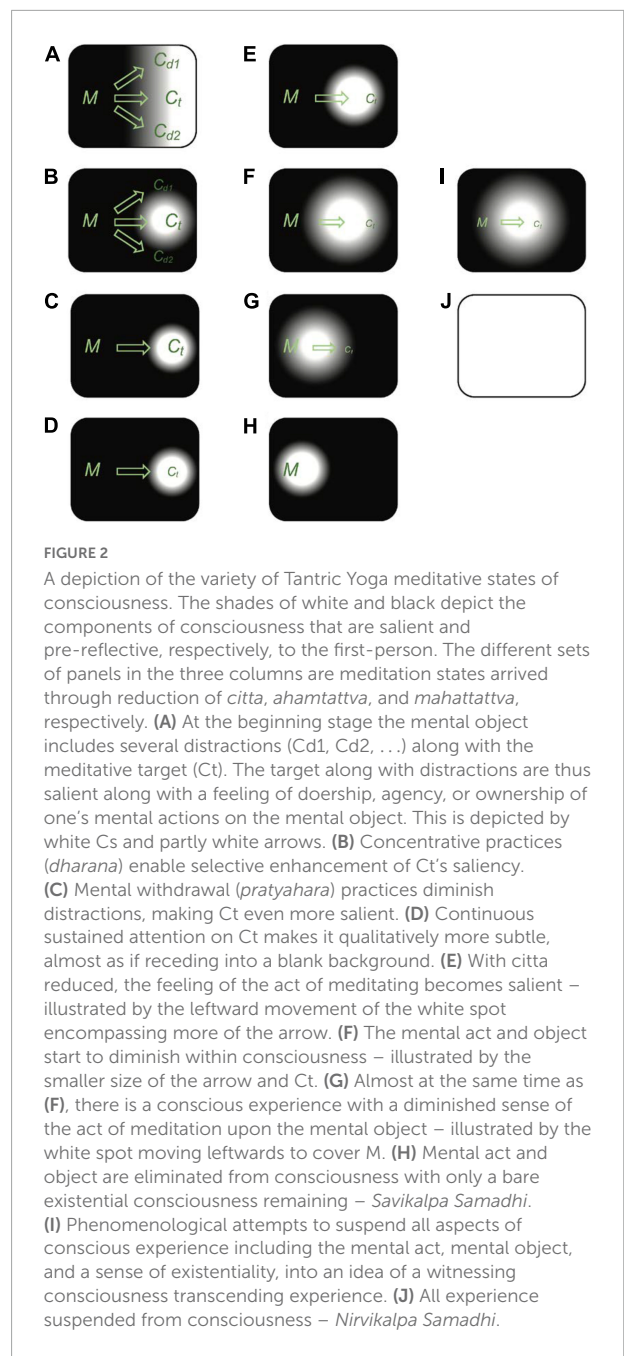 A
M
Cd1
Ct
Cd2
E
M
Ct
B
M
Cd1
Ct
Cd2
F
M
Ct
I
M
Ct
C
M
Ct
G
M
Ct
J
D
M
Ct
H
M
FIGURE 2
A depiction of the variety of Tantric Yoga meditative states of
consciousness. The shades of white and black depict the
components of consciousness that are salient and
pre-reflective, respectively, to the first-person. The different sets
of panels in the three columns are meditation states arrived
through reduction of citta, ahamtattva, and mahattattva,
respectively. (A) At the beginning stage the mental object
includes several distractions (Cd1, Cd2, ...) along with the
meditative target (Ct). The target along with distractions are thus
salient along with a feeling of doership, agency, or ownership of
one's mental actions on the mental object. This is depicted by
white Cs and partly white arrows. (B) Concentrative practices
(dharana) enable selective enhancement of Ct's saliency.
(C) Mental withdrawal (pratyahara) practices diminish
distractions, making Ct even more salient. (D) Continuous
sustained attention on Ct makes it qualitatively more subtle,
almost as if receding into a blank background. (E) With citta
reduced, the feeling of the act of meditating becomes salient –
illustrated by the leftward movement of the white spot
encompassing more of the arrow. (F) The mental act and object
start to diminish within consciousness – illustrated by the
smaller size of the arrow and Ct. (G) Almost at the same time as
(F), there is a conscious experience with a diminished sense of
the act of meditation upon the mental object – illustrated by the
white spot moving leftwards to cover M. (H) Mental act and
object are eliminated from consciousness with only a bare
existential consciousness remaining – Savikalpa Samadhi.
(I) Phenomenological attempts to suspend all aspects of
conscious experience including the mental act, mental object,
and a sense of existentiality, into an idea of a witnessing
consciousness transcending experience. (J) All experience
suspended from consciousness – Nirvikalpa Samadhi.